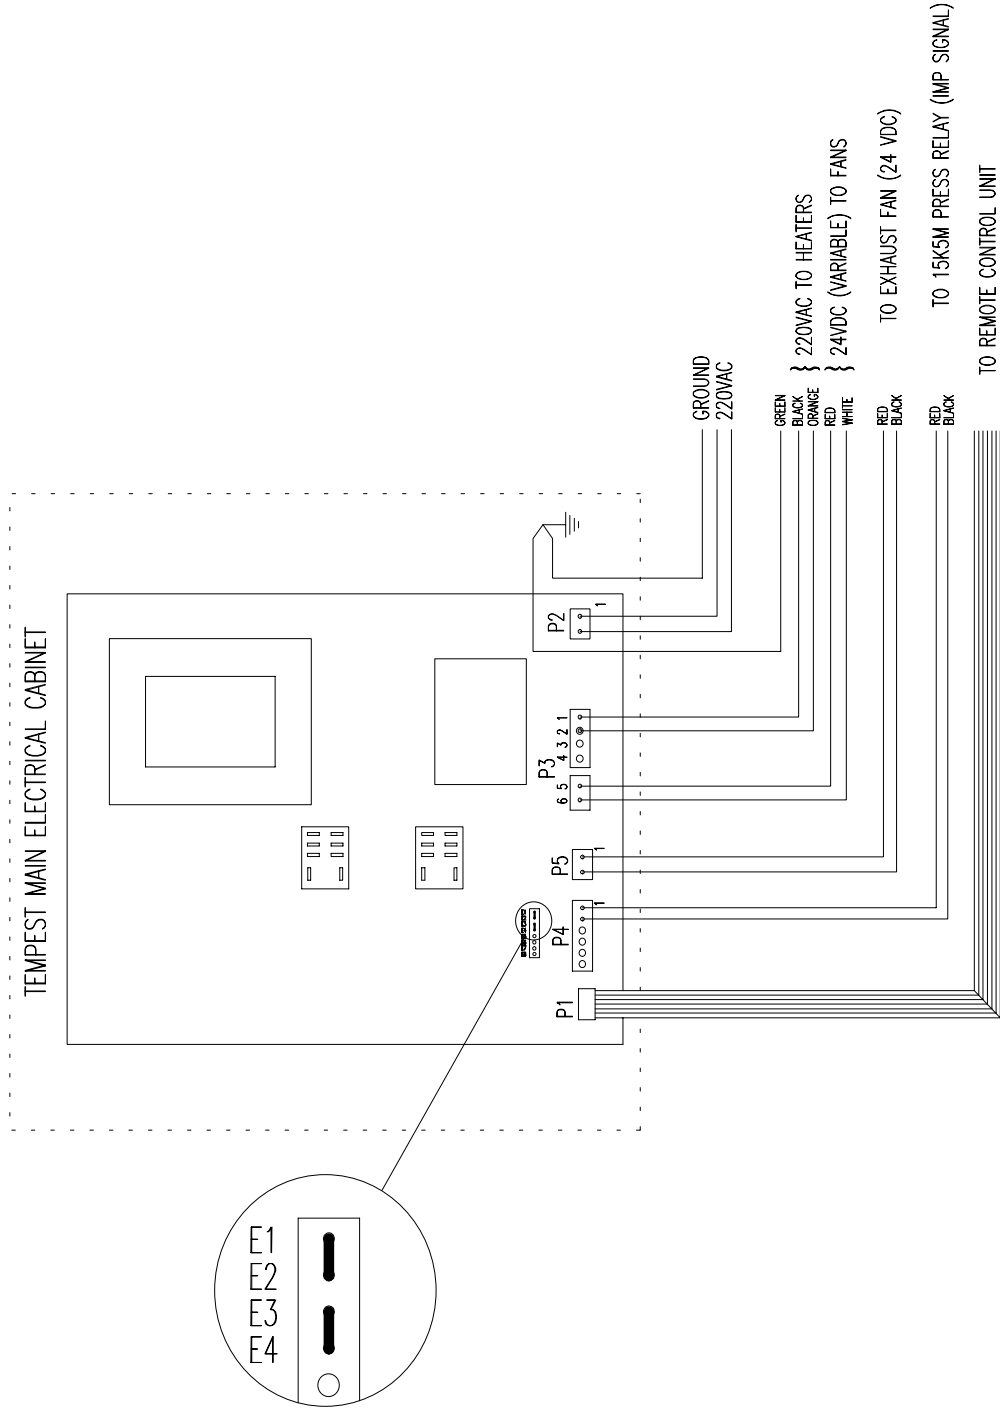 TEMPEST MAIN ELECTRICAL CABINET
E1
E2
E3
E4
P2
1
P3
1
2
3
4
5
6
P5
1
P4
1
P1
GROUND
220VAC
GREEN
BLACK
ORANGE
220VAC TO HEATERS
RED
WHITE
24VDC (VARIABLE) TO FANS
RED
BLACK
TO EXHAUST FAN (24 VDC)
RED
BLACK
TO 15K5M PRESS RELAY (IMP SIGNAL)
TO REMOTE CONTROL UNIT